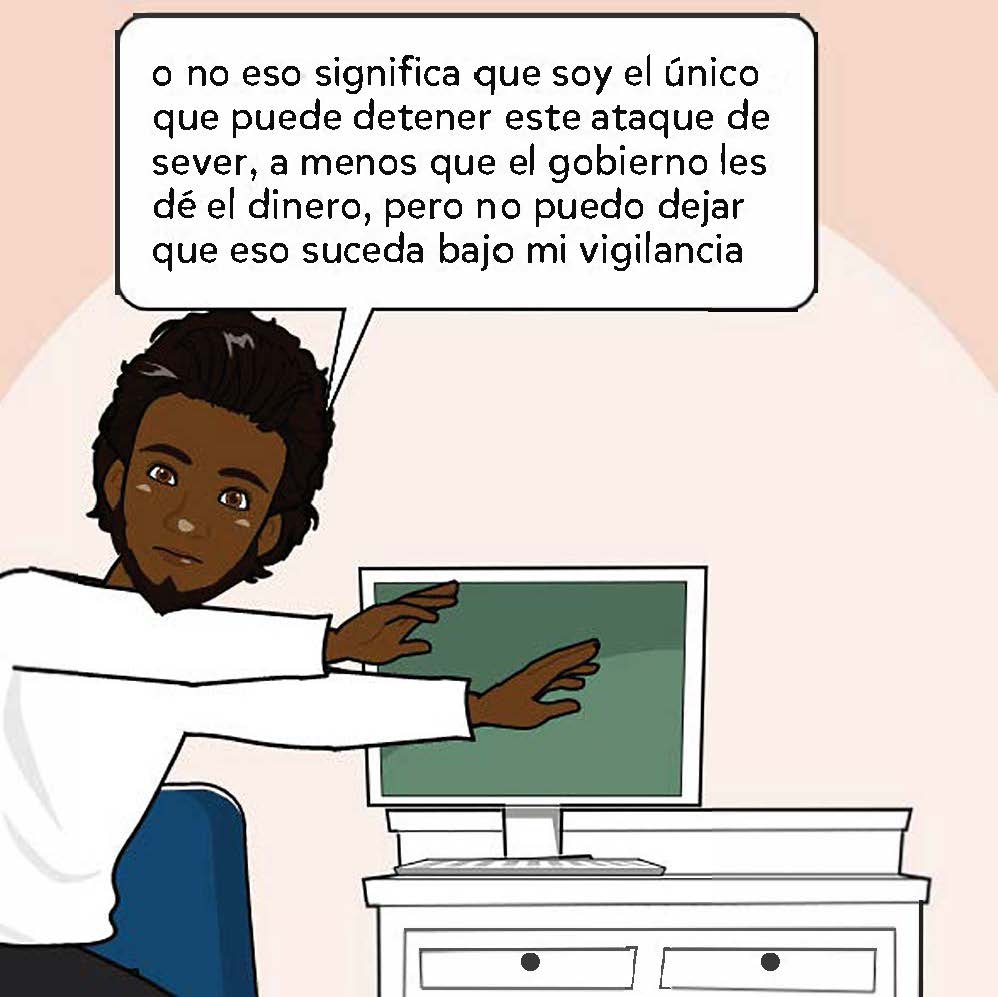 o no eso significa que soy el único
que puede detener este ataque de
sever, a menos que el gobierno les
dé el dinero, pero no puedo dejar
que eso suceda bajo mi vigilancia